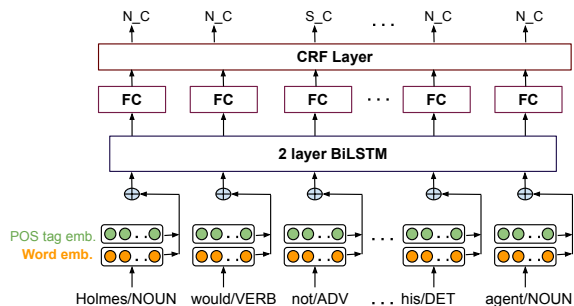 N_C N_C S_C ... N_C N_C
CRF Layer
FC FC FC ... FC FC
2 layer BiLSTM
POS tag emb. ...
Word emb.
Holmes/NOUN would/VERB not/ADV ... his/DET agent/NOUN